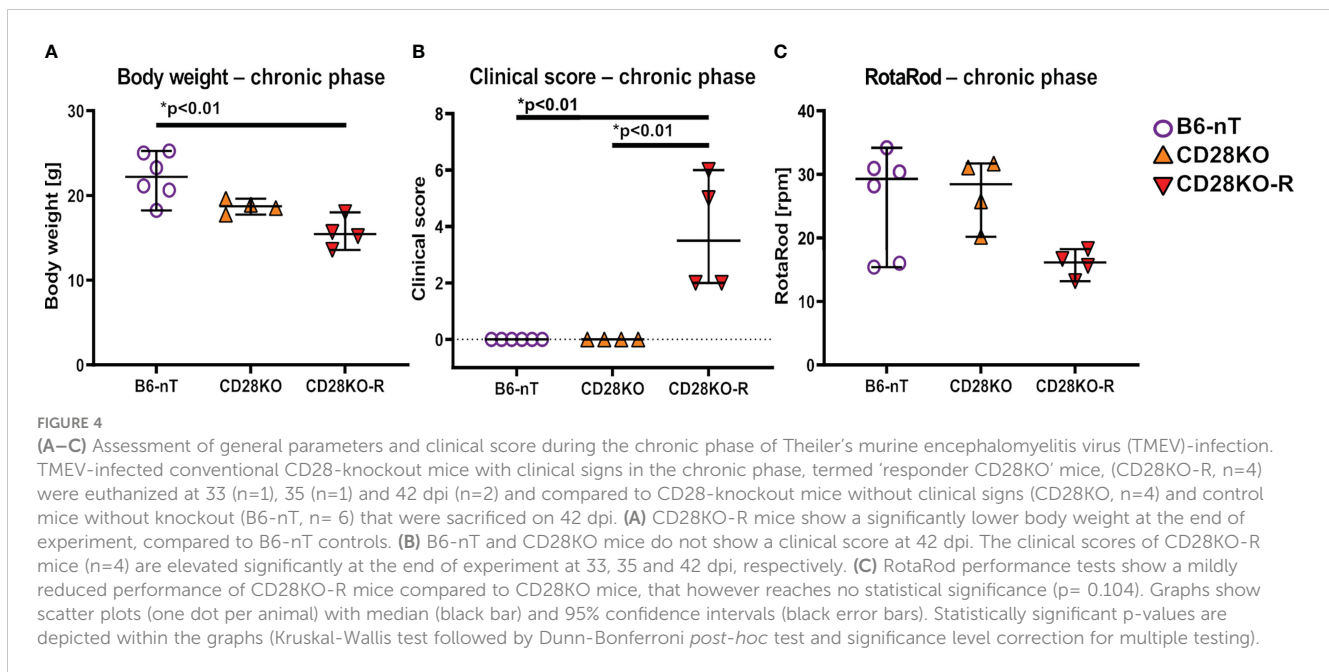 A
Body weight – chronic phase
*p<0.01
Body weight [g]
30
20
10
0
B6-nT CD28KO CD28KO-R
B
Clinical score – chronic phase
*p<0.01
*p<0.01
Clinical score
8
6
4
2
0
B6-nT CD28KO CD28KO-R
C
RotaRod – chronic phase
RotaRod [rpm]
40
30
20
10
0
B6-nT CD28KO CD28KO-R
B6-nT
CD28KO
CD28KO-R
FIGURE 4
(A–C) Assessment of general parameters and clinical score during the chronic phase of Theiler’s murine encephalomyelitis virus (TMEV)-infection.
TMEV-infected conventional CD28-knockout mice with clinical signs in the chronic phase, termed ‘responder CD28KO’ mice, (CD28KO-R, n=4)
were euthanized at 33 (n=1), 35 (n=1) and 42 dpi (n=2) and compared to CD28-knockout mice without clinical signs (CD28KO, n=4) and control
mice without knockout (B6-nT, n= 6) that were sacrificed on 42 dpi. (A) CD28KO-R mice show a significantly lower body weight at the end of
experiment, compared to B6-nT controls. (B) B6-nT and CD28KO mice do not show a clinical score at 42 dpi. The clinical scores of CD28KO-R
mice (n=4) are elevated significantly at the end of experiment at 33, 35 and 42 dpi, respectively. (C) RotaRod performance tests show a mildly
reduced performance of CD28KO-R mice compared to CD28KO mice, that however reaches no statistical significance (p= 0.104). Graphs show
scatter plots (one dot per animal) with median (black bar) and 95% confidence intervals (black error bars). Statistically significant p-values are
depicted within the graphs (Kruskal-Wallis test followed by Dunn-Bonferroni post-hoc test and significance level correction for multiple testing).